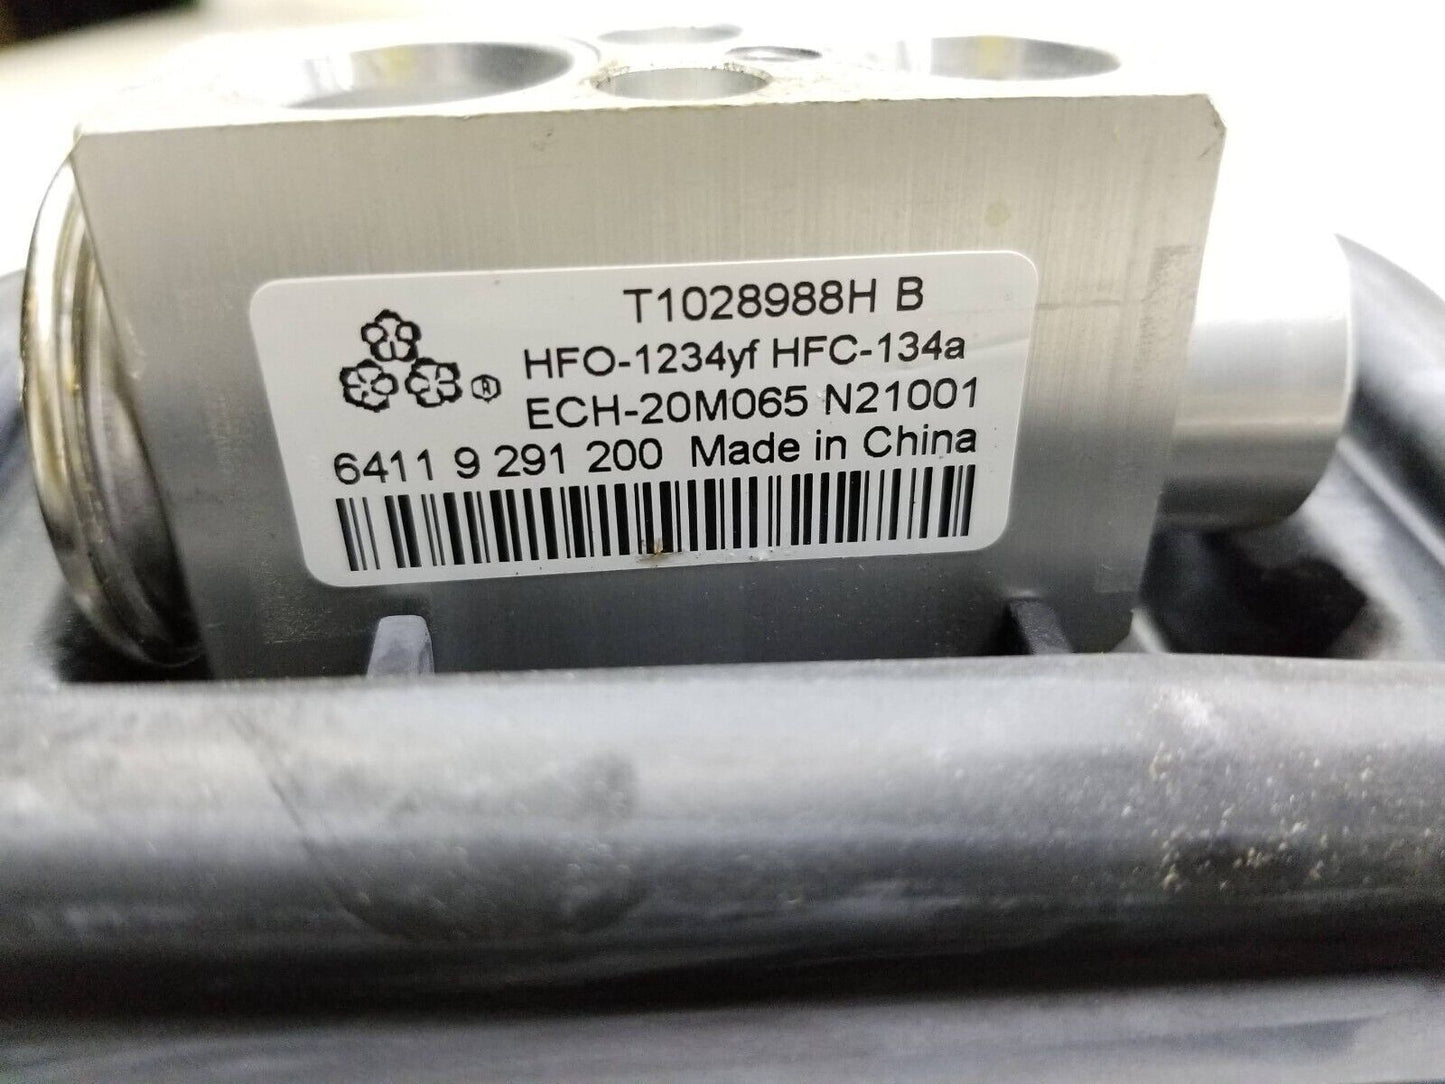 T1028988H B
HFO-1234yf HFC-134a
ECH-20M065 N21001
6411 9 291 200 Made in China